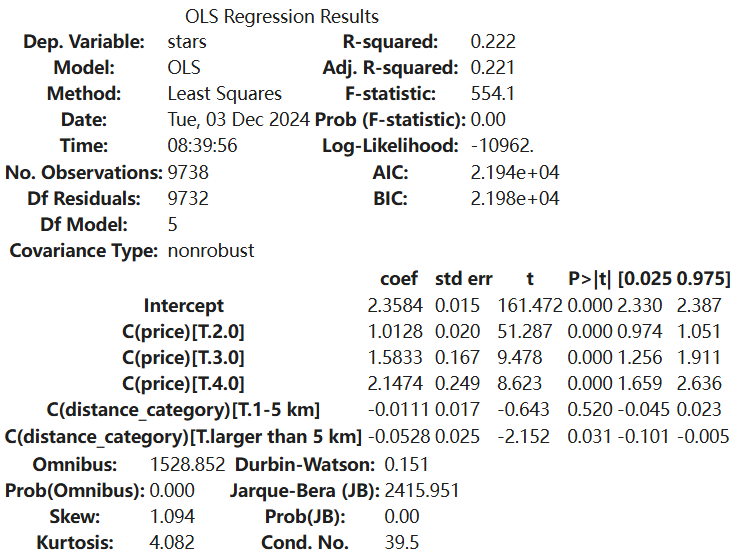 OLS Regression Results
Dep. Variable: stars R-squared: 0.222
Model: OLS Adj. R-squared: 0.221
Method: Least Squares F-statistic: 554.1
Date: Tue, 03 Dec 2024 Prob (F-statistic): 0.00
Time: 08:39:56 Log-Likelihood: -10962.
No. Observations: 9738 AIC: 2.194e+04
Df Residuals: 9732 BIC: 2.198e+04
Df Model: 5
Covariance Type: nonrobust
coef std err t P>|t| [0.025 0.975]
Intercept 2.3584 0.015 161.472 0.000 2.330 2.387
C(price)[T.2.0] 1.0128 0.020 51.287 0.000 0.974 1.051
C(price)[T.3.0] 1.5833 0.167 9.478 0.000 1.256 1.911
C(price)[T.4.0] 2.1474 0.249 8.623 0.000 1.659 2.636
C(distance_category)[T.1-5 km] -0.0111 0.017 -0.643 0.520 -0.045 0.023
C(distance_category)[T.larger than 5 km] -0.0528 0.025 -2.152 0.031 -0.101 -0.005
Omnibus: 1528.852 Durbin-Watson: 0.151
Prob(Omnibus): 0.000 Jarque-Bera (JB): 2415.951
Skew: 1.094 Prob(JB): 0.00
Kurtosis: 4.082 Cond. No. 39.5